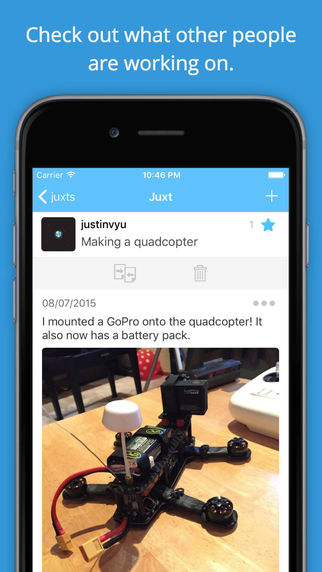 Check out what other people
are working on.
Carrier 10:46 PM
juxts Juxt +
justinvyu 1
Making a quadcopter
08/07/2015
I mounted a GoPro onto the quadcopter! It
also now has a battery pack.